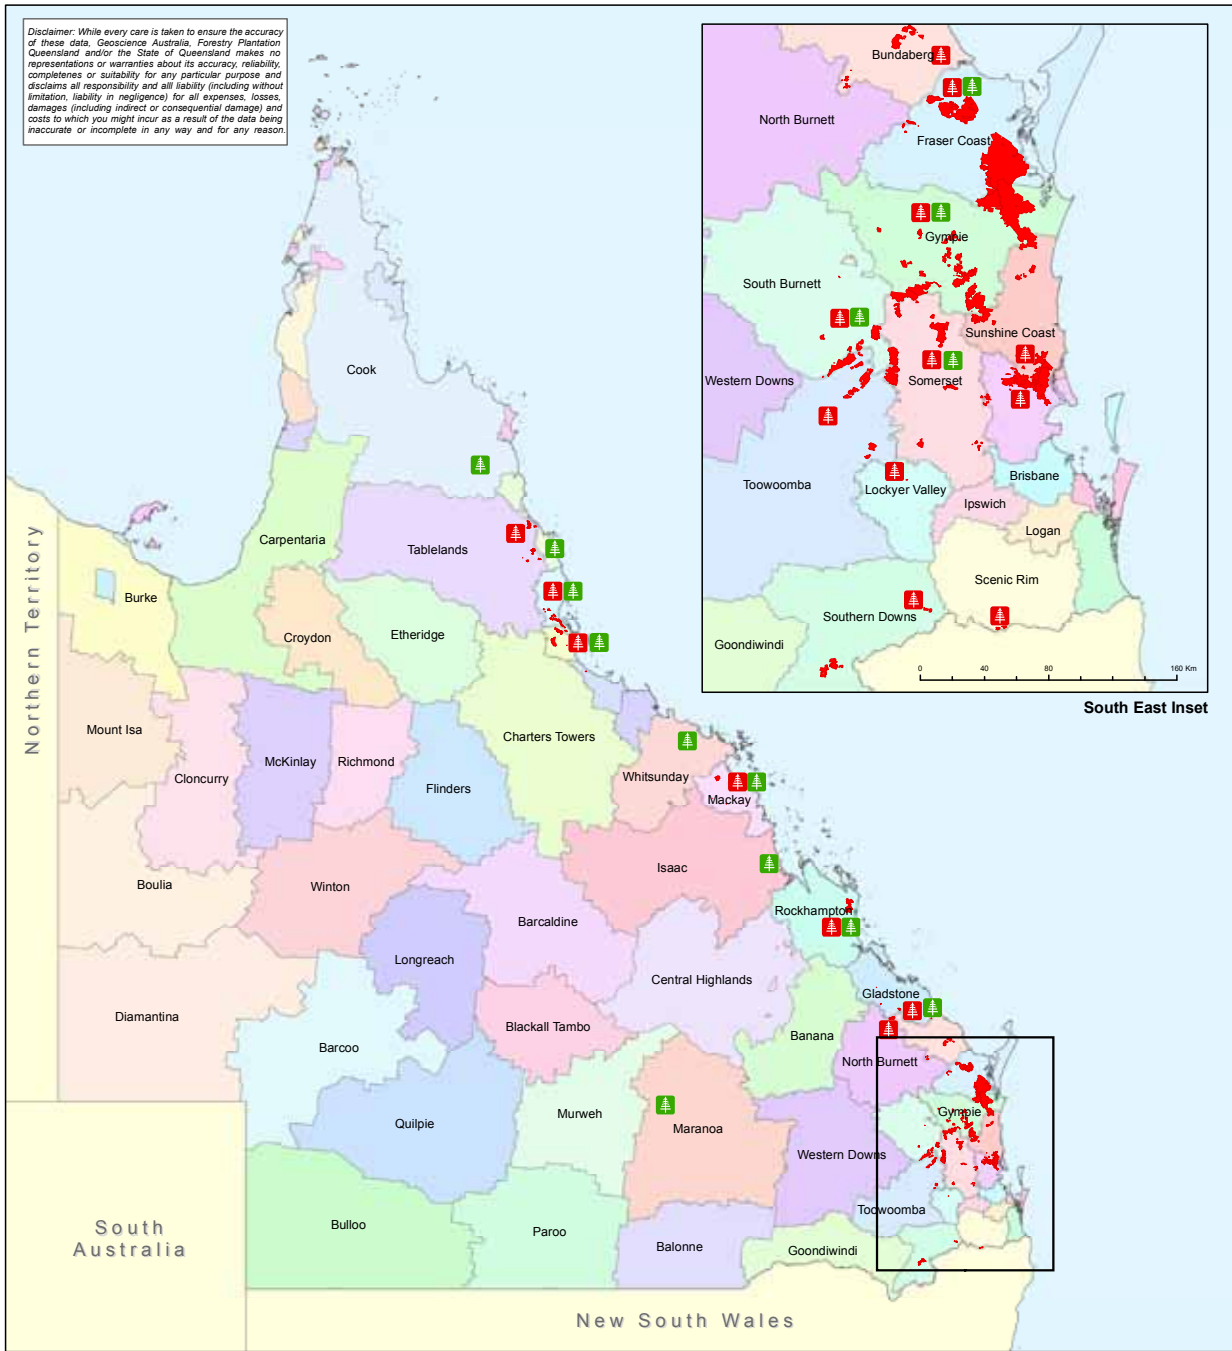 Disclaimer: While every care is taken to ensure the accuracy
of these data, Geoscience Australia, Forestry Plantation
Queensland and/or the State of Queensland makes no
representations or warranties about its accuracy, reliability,
completenes or suitability for any particular purpose and
disclaims all responsibility and alll liability (including without
limitation, liability in negligence) for all expenses, losses,
damages (including indirect or consequential damage) and
costs to which you might incur as a result of the data being
inaccurate or incomplete in any way and for any reason.
Bundaberg
North Burnett
Fraser Coast
Gympie
South Burnett
Sunshine Coast
Western Downs
Somerset
Toowoomba
Lockyer Valley
Brisbane
Ipswich
Logan
Scenic Rim
Southern Downs
Goondiwindi
0 40 80 160 Km
South East Inset
Cook
Northern Territory
Carpentaria
Tablelands
Burke
Croydon
Etheridge
Mount Isa
Cloncurry
McKinlay
Richmond
Flinders
Charters Towers
Whitsunday
Mackay
Boulia
Winton
Isaac
Barcaldine
Rockhampton
Longreach
Central Highlands
Gladstone
Diamantina
Blackall Tambo
Banana
Barcoo
North Burnett
Murweh
Gympie
Quilpie
Maranoa
Western Downs
Toowoomba
South
Australia
Bulloo
Paroo
Balonne
Goondiwindi
New South Wales